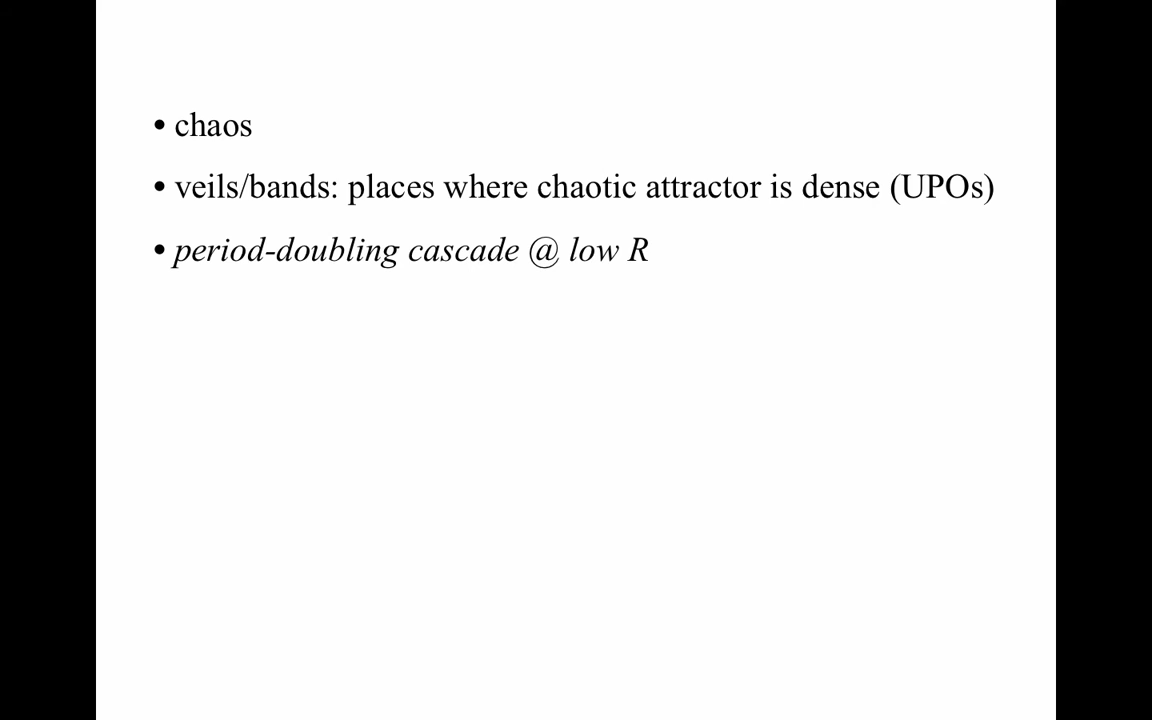 • chaos
• veils/bands: places where chaotic attractor is dense (UPOs)
• period-doubling cascade @ low R